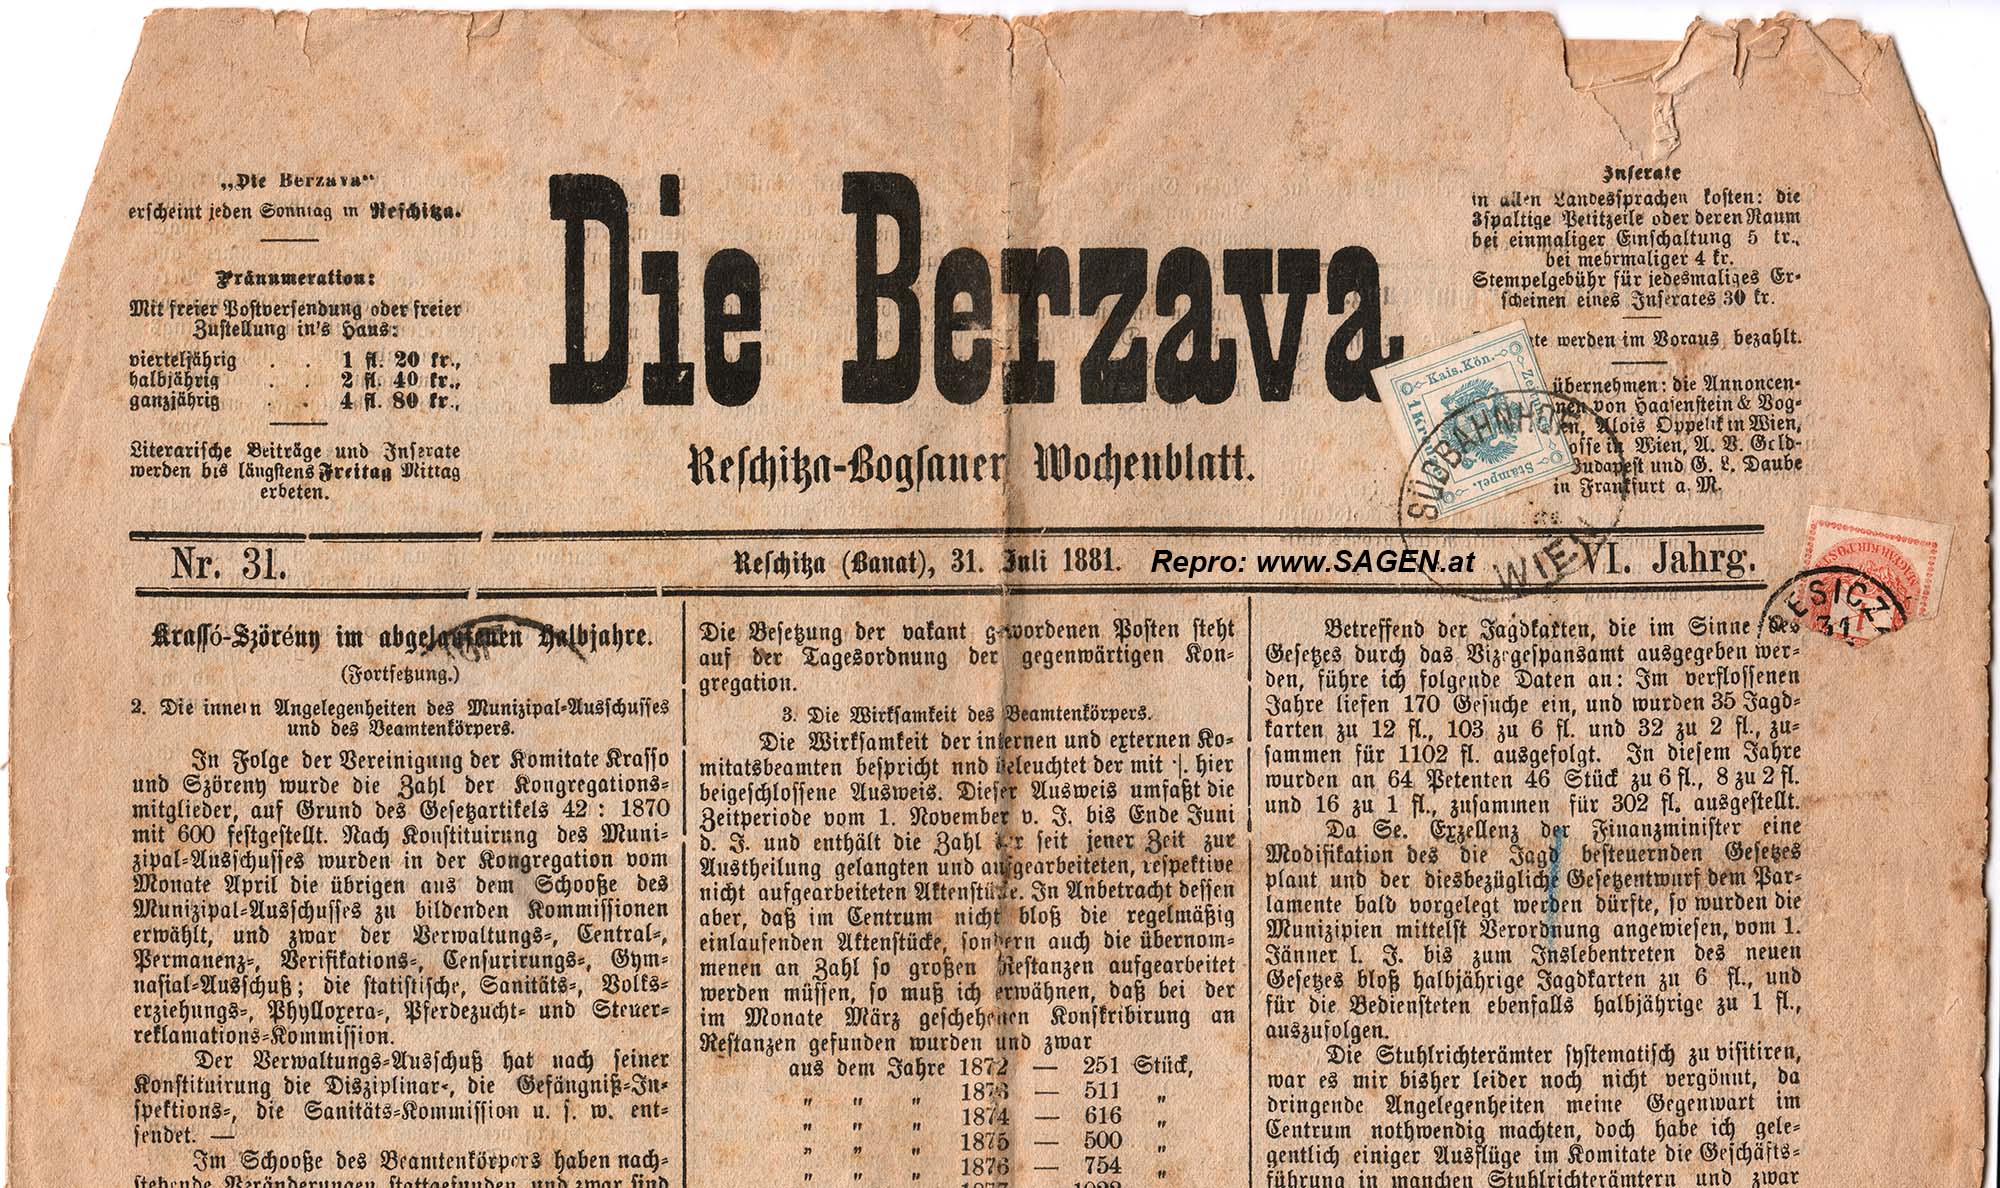 „Die Berzava“
erscheint jeden Sonntag in Reschitza.
Pränumeration:
Mit freier Postversendung oder freier
Zustellung in's Haus:
vierteljährig . . 1 fl. 20 kr.,
halbjährig . . 2 fl. 40 kr.,
ganzjährig . . 4 fl. 80 kr.,
Literarische Beiträge und Inserate
werden bis längstens Freitag Mittag
erbeten.
Die Berzava
Reschitza-Bogsaner Wochenblatt.
Inserate
in allen Landessprachen kosten: die
3spaltige Petitzeile oder deren Raum
bei einmaliger Einschaltung 5 kr.,
bei mehrmaliger 4 kr.
Stempelgebühr für jedesmaliges Er-
scheinen eines Inserates 30 kr.
werden im Voraus bezahlt.
übernehmen: die Annoncen-
von Haasenstein & Vog-
Alois Oppelik in Wien,
in Wien, A. V. Gold-
Budapest und G. L. Daube
in Frankfurt a. M.
Kais. Kön.
Stämpel.
SÜDBAHNHOF
WIEN
MAGYAR KIR. POSTA
ESICZ
31
Nr. 31.
Reschitza (Banat), 31. Juli 1881.
Repro: www.SAGEN.at
VI. Jahrg.
Krassó-Szörény im abgelaufenen Halbjahre.
(Fortsetzung.)
2. Die innern Angelegenheiten des Munizipal-Ausschusses
und des Beamtenkörpers.
In Folge der Vereinigung der Komitate Krasso
und Szöreny wurde die Zahl der Kongregations-
mitglieder, auf Grund des Gesetzartikels 42 : 1870
mit 600 festgestellt. Nach Konstituirung des Muni-
zipal-Ausschusses wurden in der Kongregation vom
Monate April die übrigen aus dem Schooße des
Munizipal-Ausschusses zu bildenden Kommissionen
erwählt, und zwar der Verwaltungs-, Central-,
Permanenz-, Verifikations-, Censurirungs-, Gym-
nasial-Ausschuß; die statistische, Sanitäts-, Volks-
erziehungs-, Phylloxera-, Pferdezucht- und Steuer-
reklamations-Kommission.
Der Verwaltungs-Ausschuß hat nach seiner
Konstituirung die Disziplinar-, die Gefängniß-In-
spektions-, die Sanitäts-Kommission u. s. w. ent-
sendet. —
Im Schooße des Beamtenkörpers haben nach-
stehende Veränderungen stattgefunden und zwar sind
Die Besetzung der vakant gewordenen Posten steht
auf der Tagesordnung der gegenwärtigen Kon-
gregation.
3. Die Wirksamkeit des Beamtenkörpers.
Die Wirksamkeit der internen und externen Ko-
mitatsbeamten bespricht nnd beleuchtet der mit ·/. hier
beigeschlossene Ausweis. Dieser Ausweis umfaßt die
Zeitperiode vom 1. November v. J. bis Ende Juni
d. J. und enthält die Zahl der seit jener Zeit zur
Austheilung gelangten und aufgearbeiteten, respektive
nicht aufgearbeiteten Aktenstücke. In Anbetracht dessen
aber, daß im Centrum nicht bloß die regelmäßig
einlaufenden Aktenstücke, sondern auch die übernom-
menen an Zahl so großen Restanzen aufgearbeitet
werden müssen, so muß ich erwähnen, daß bei der
im Monate März geschehenen Konskribirung an
Restanzen gefunden wurden und zwar
aus dem Jahre 1872 — 251 Stück,
„ „ „ 1873 — 511 „
„ „ „ 1874 — 616 „
„ „ „ 1875 — 500 „
„ „ „ 1876 — 754 „
Betreffend der Jagdkarten, die im Sinne des
Gesetzes durch das Vizegespansamt ausgegeben wer-
den, führe ich folgende Daten an: Im verflossenen
Jahre liefen 170 Gesuche ein, und wurden 35 Jagd-
karten zu 12 fl., 103 zu 6 fl. und 32 zu 2 fl., zu-
sammen für 1102 fl. ausgefolgt. In diesem Jahre
wurden an 64 Petenten 46 Stück zu 6 fl., 8 zu 2 fl.
und 16 zu 1 fl., zusammen für 302 fl. ausgestellt.
Da Se. Exzellenz der Finanzminister eine
Modifikation des die Jagd besteuernden Gesetzes
plant und der diesbezügliche Gesetzentwurf dem Par-
lamente bald vorgelegt werden dürfte, so wurden die
Munizipien mittelst Verordnung angewiesen, vom 1.
Jänner l. J. bis zum Inslebentreten des neuen
Gesetzes bloß halbjährige Jagdkarten zu 6 fl., und
für die Bediensteten ebenfalls halbjährige zu 1 fl.,
auszufolgen.
Die Stuhlrichterämter systematisch zu visitiren,
war es mir bisher leider noch nicht vergönnt, da
dringende Angelegenheiten meine Gegenwart im
Centrum nothwendig machten, doch habe ich gele-
gentlich einiger Ausflüge im Komitate die Geschäfts-
führung in manchen Stuhlrichterämtern und zwar